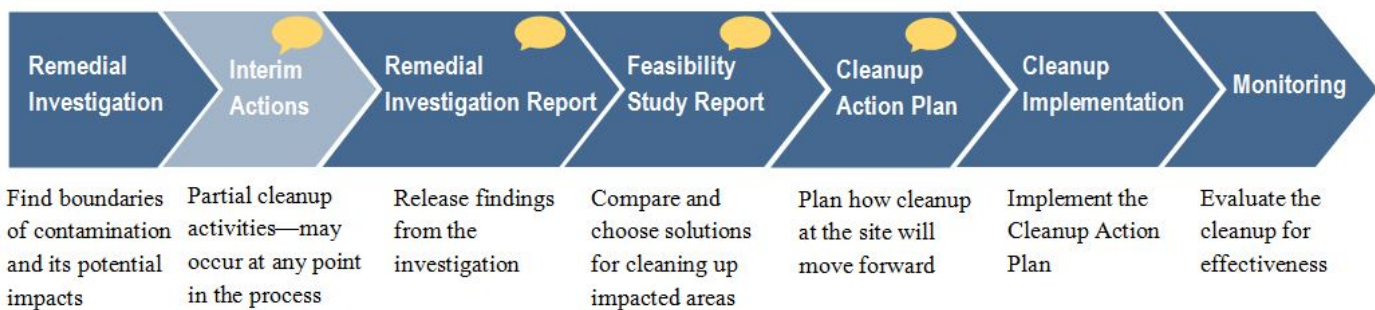 Remedial
Investigation
Interim
Actions
Remedial
Investigation Report
Feasibility
Study Report
Cleanup
Action Plan
Cleanup
Implementation
Monitoring
Find boundaries
of contamination
and its potential
impacts
Partial cleanup
activities—may
occur at any point
in the process
Release findings
from the
investigation
Compare and
choose solutions
for cleaning up
impacted areas
Plan how cleanup
at the site will
move forward
Implement the
Cleanup Action
Plan
Evaluate the
cleanup for
effectiveness